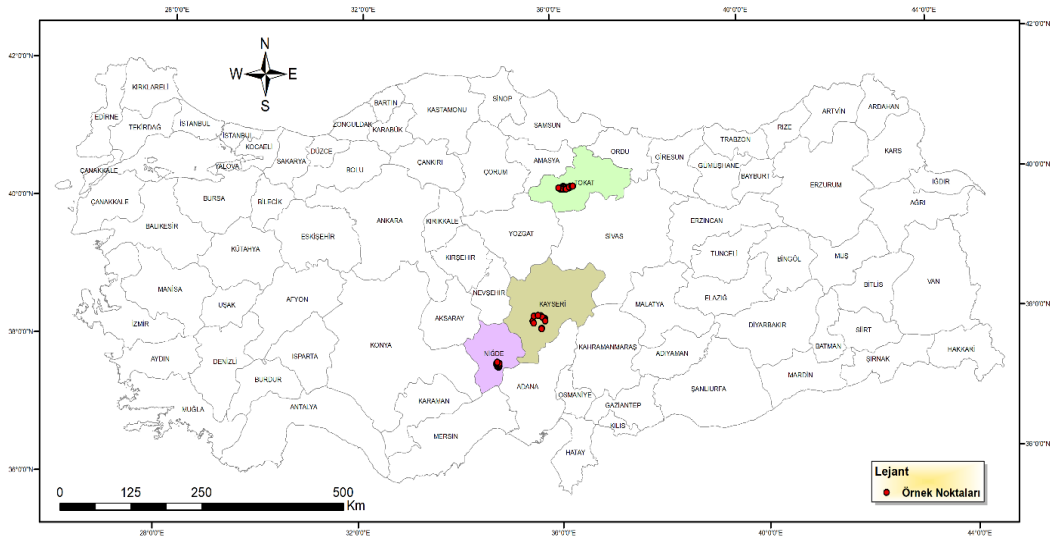 28°0'0"E 32°0'0"E 36°0'0"E 40°0'0"E 44°0'0"E
42°0'0"N 42°0'0"N
N
W E
S
KIRKLARELİ
EDİRNE
TEKİRDAĞ
İSTANBUL
İSTANBUL
KOCAELİ
YALOVA
SAKARYA
DÜZCE
ZONGULDAK
BARTIN
KARABÜK
KASTAMONU
SİNOP
SAMSUN
ORDU
GİRESUN
TRABZON
RİZE
ARTVİN
ARDAHAN
KARS
GÜMÜŞHANE
BAYBURT
ERZURUM
IĞDIR
AĞRI
ÇANAKKALE
ÇANAKKALE
BALIKESİR
BURSA
BİLECİK
BOLU
ÇANKIRI
ÇORUM
AMASYA
TOKAT
40°0'0"N 40°0'0"N
ESKİŞEHİR
KÜTAHYA
ANKARA
KIRIKKALE
YOZGAT
SİVAS
ERZİNCAN
TUNCELİ
BİNGÖL
MUŞ
BİTLİS
VAN
MANİSA
UŞAK
AFYON
KIRŞEHİR
NEVŞEHİR
KAYSERİ
MALATYA
ELAZIĞ
DİYARBAKIR
BATMAN
SİİRT
ŞIRNAK
HAKKARİ
38°0'0"N 38°0'0"N
İZMİR
AYDIN
DENİZLİ
ISPARTA
BURDUR
KONYA
AKSARAY
NİĞDE
KAHRAMANMARAŞ
ADIYAMAN
ŞANLIURFA
MARDİN
MUĞLA
ANTALYA
KARAMAN
MERSİN
ADANA
OSMANİYE
GAZİANTEP
KİLİS
HATAY
36°0'0"N 36°0'0"N
Lejant
Örnek Noktaları
0 125 250 500
Km
28°0'0"E 32°0'0"E 36°0'0"E 40°0'0"E 44°0'0"E